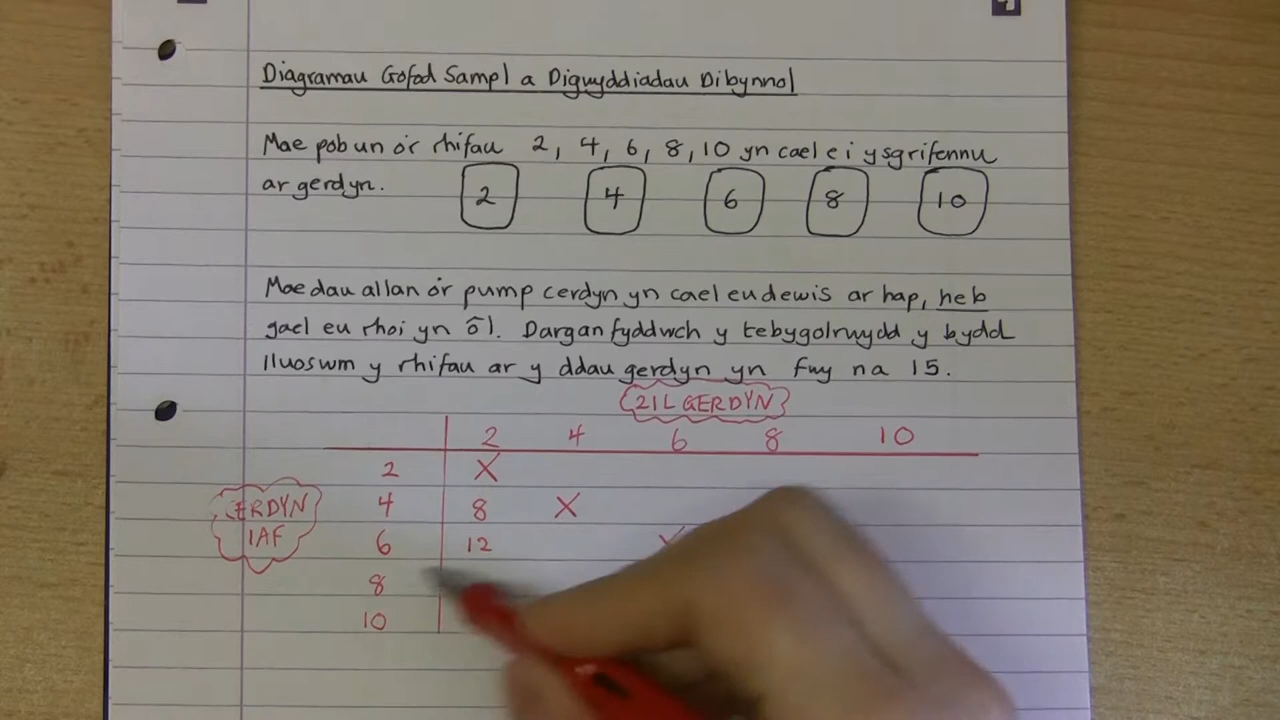 Diagramau Gofod Sampl a Digwyddiadau Dibynnol
Mae pob un o'r rhifau 2, 4, 6, 8, 10 yn cael ei ysgrifennu
ar gerdyn. 2 4 6 8 10
Mae dau allan o'r pump cerdyn yn cael eu dewis ar hap, heb
gael eu rhoi yn ôl. Darganfyddwch y tebygolrwydd y bydd
lluoswm y rhifau ar y ddau gerdyn yn fwy na 15.
2IL GERDYN
2 4 6 8 10
2 X
CERDYN 4 8 X
1AF 6 12
8
10